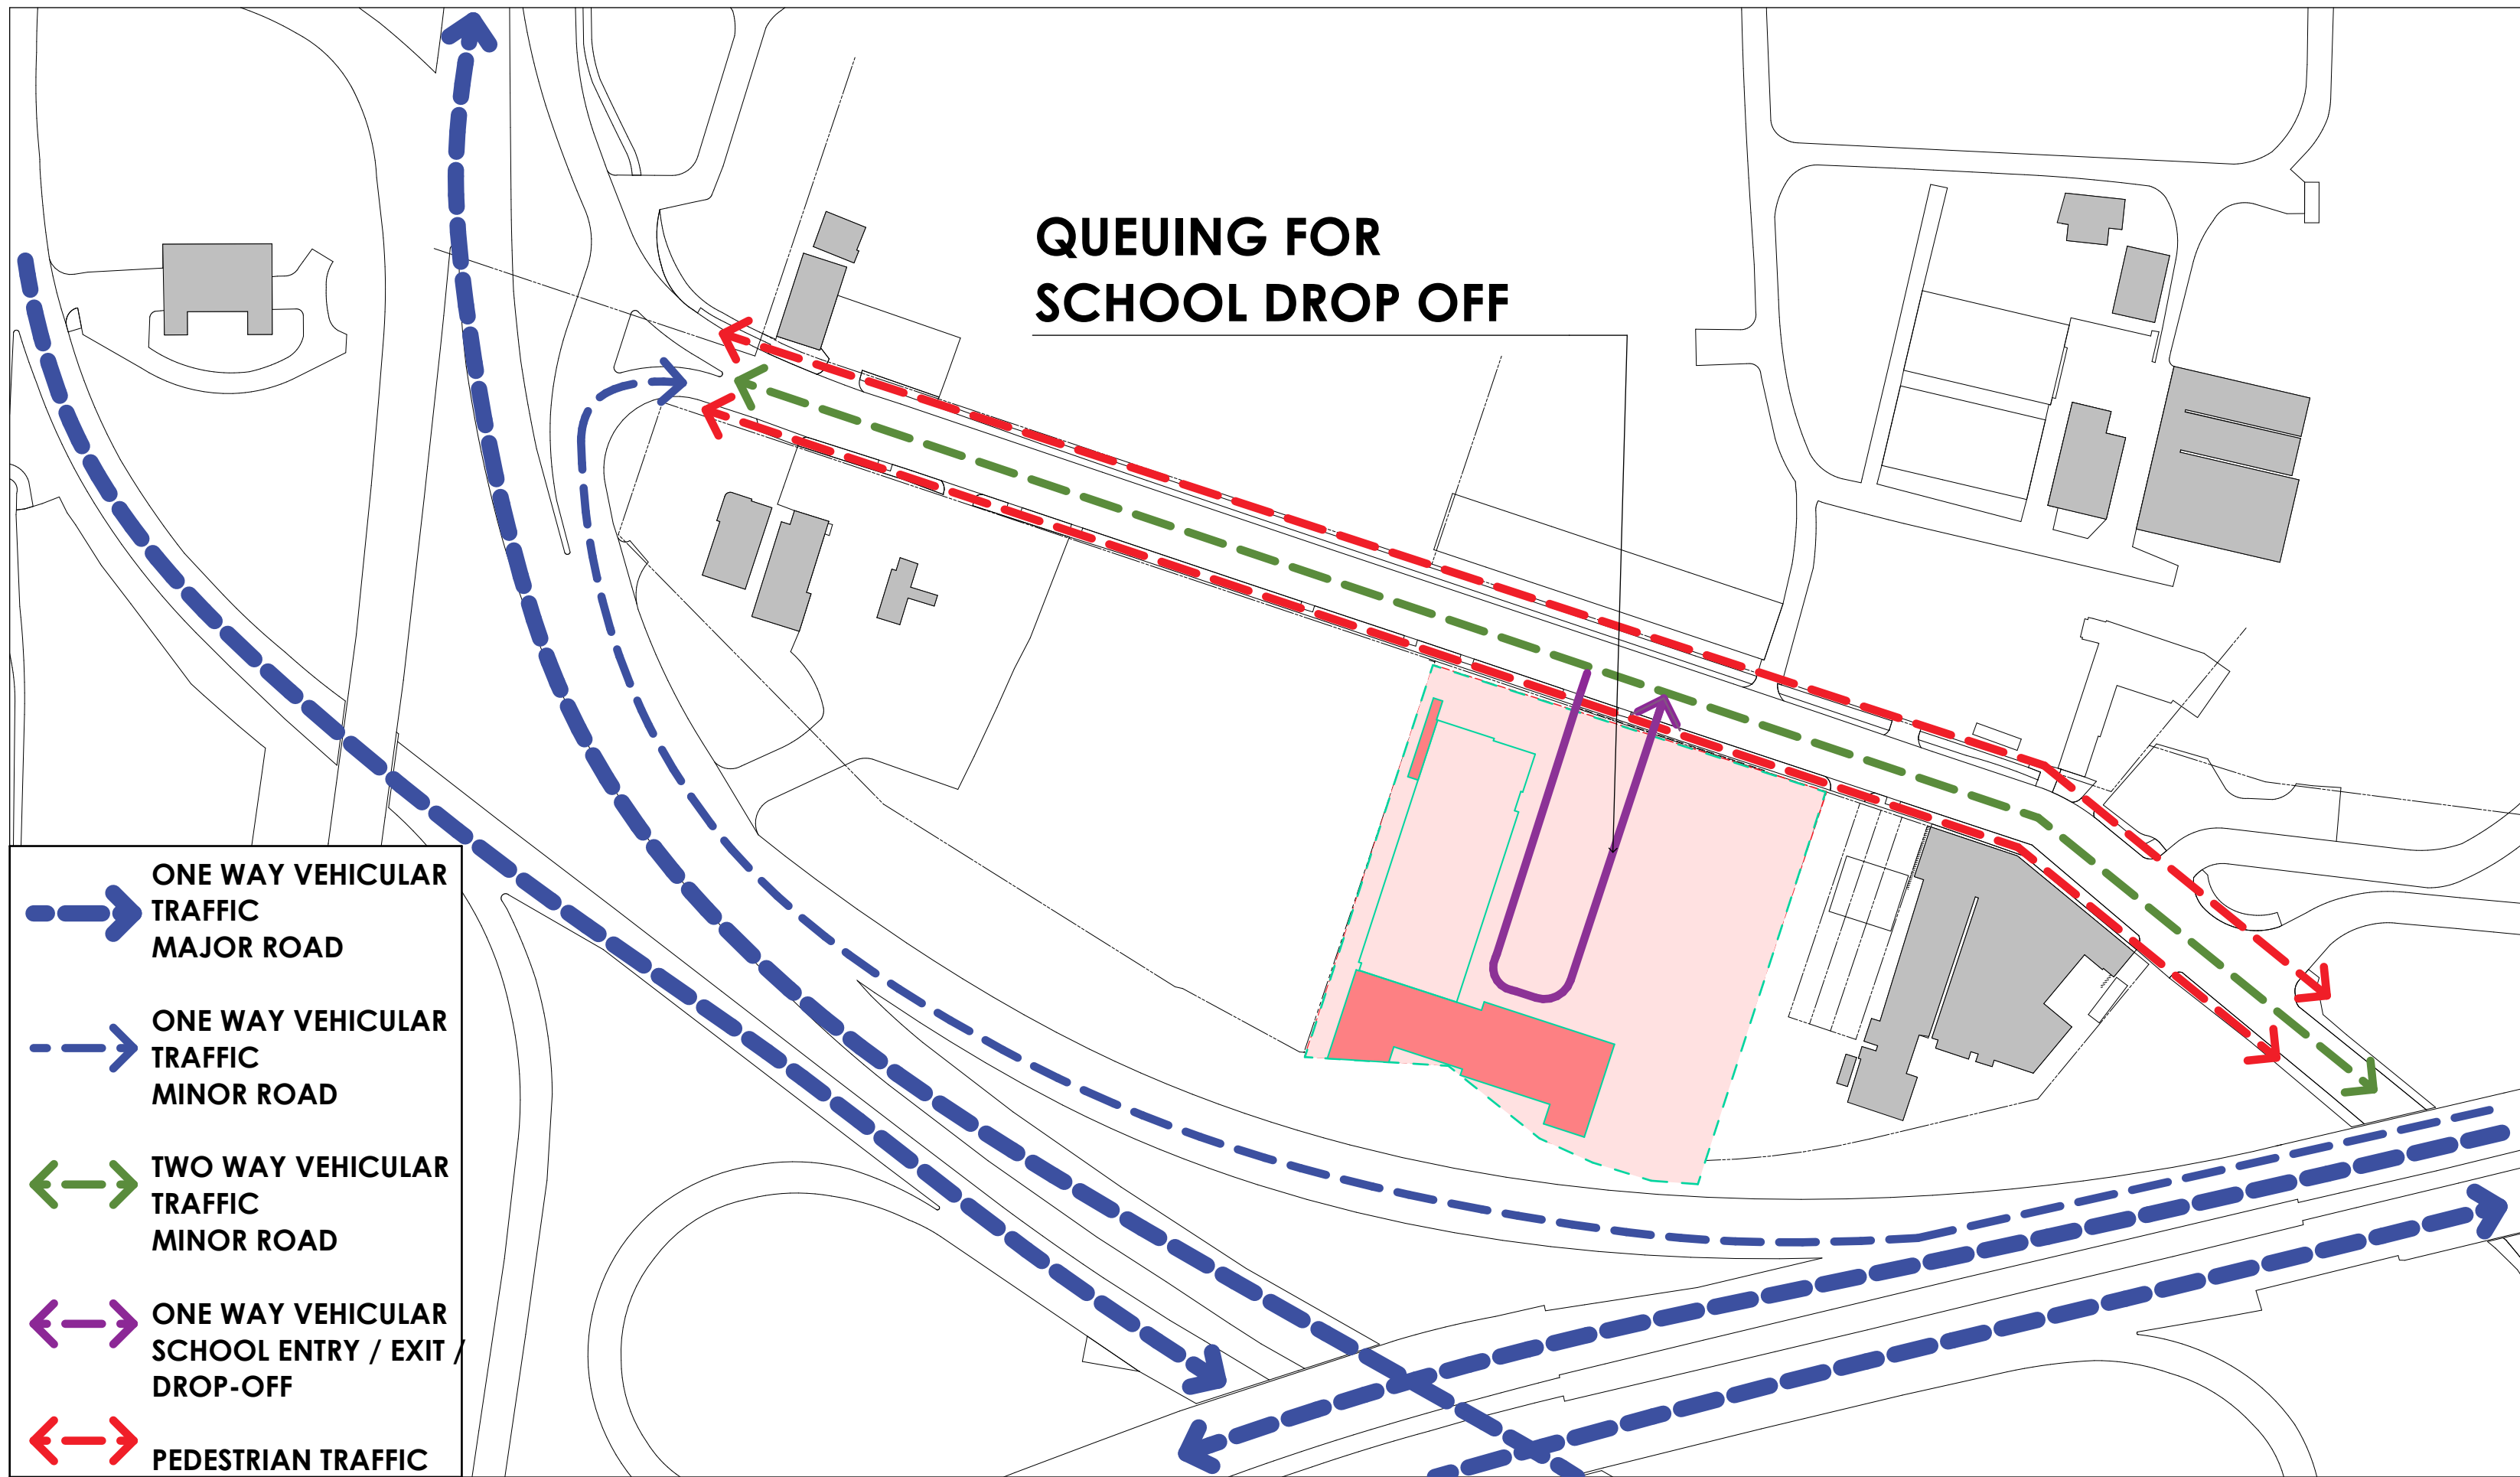 QUEUING FOR
SCHOOL DROP OFF
ONE WAY VEHICULAR
TRAFFIC
MAJOR ROAD
ONE WAY VEHICULAR
TRAFFIC
MINOR ROAD
TWO WAY VEHICULAR
TRAFFIC
MINOR ROAD
ONE WAY VEHICULAR
SCHOOL ENTRY / EXIT /
DROP-OFF
PEDESTRIAN TRAFFIC